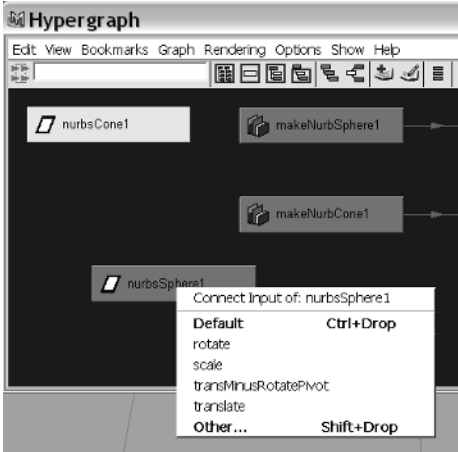 Hypergraph
Edit View Bookmarks Graph Rendering Options Show Help
nurbsCone1
makeNurbSphere1
makeNurbCone1
nurbsSphere1
Connect Input of: nurbsSphere1
Default Ctrl+Drop
rotate
scale
transMinusRotatePivot
translate
Other... Shift+Drop